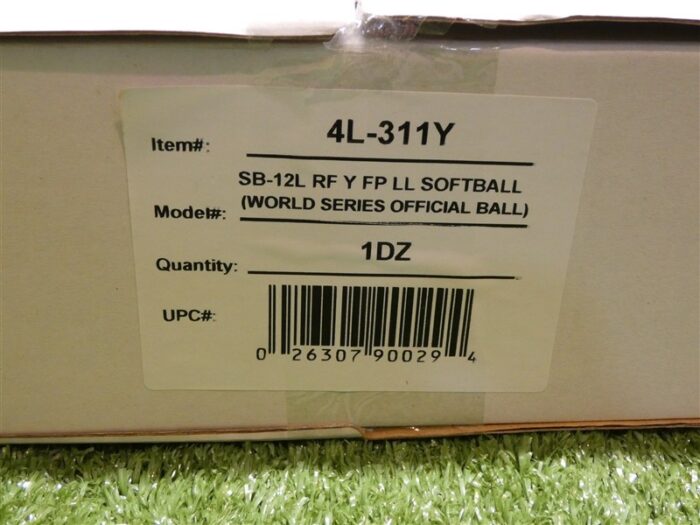 Item#: 4L-311Y
SB-12L RF Y FP LL SOFTBALL
Model#: (WORLD SERIES OFFICIAL BALL)
Quantity: 1DZ
UPC#:
0 26307 90029 4